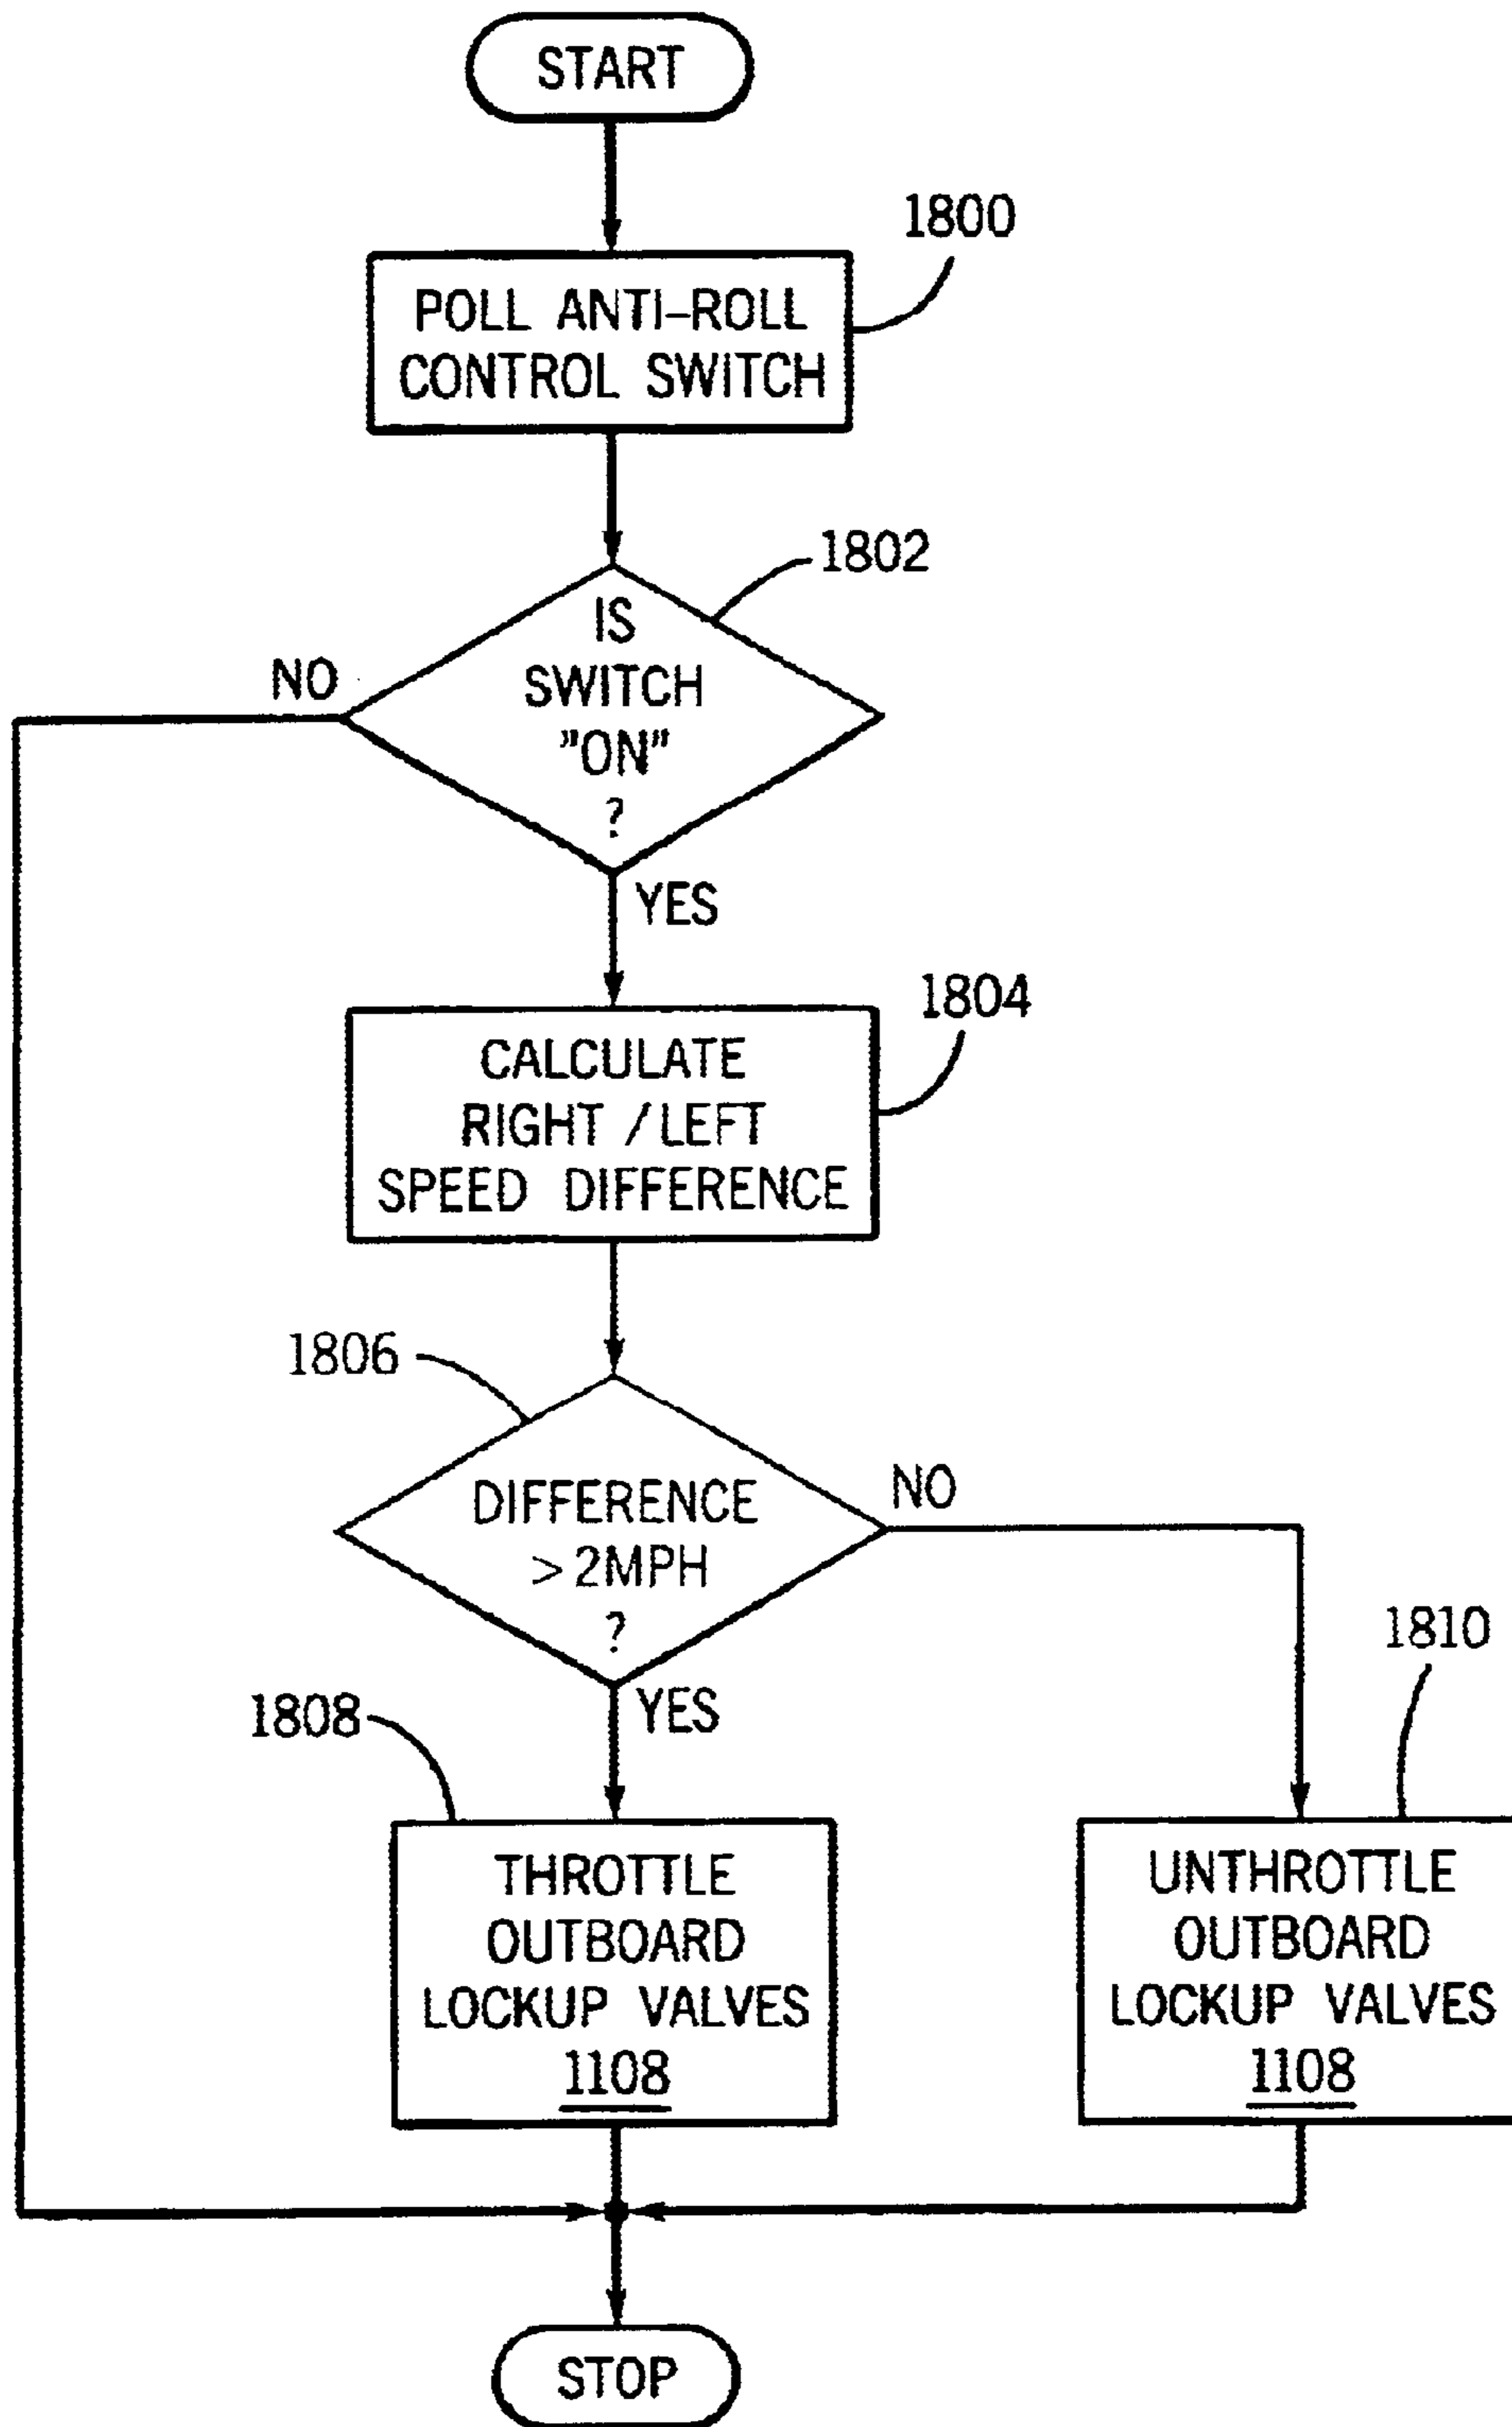 START
1800
POLL ANTI-ROLL
CONTROL SWITCH
1802
IS
SWITCH
"ON"
?
NO
YES
1804
CALCULATE
RIGHT / LEFT
SPEED DIFFERENCE
1806
DIFFERENCE
> 2MPH
?
NO
YES
1808
THROTTLE
OUTBOARD
LOCKUP VALVES
1108
1810
UNTHROTTLE
OUTBOARD
LOCKUP VALVES
1108
STOP